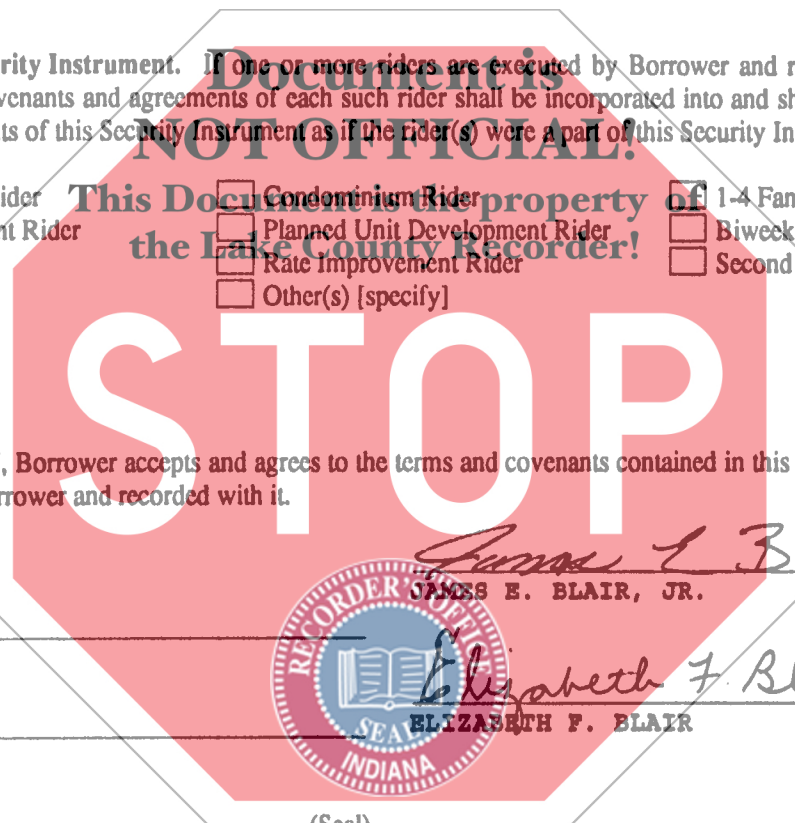 rity Instrument. If one or more riders are executed by Borrower and r
venants and agreements of each such rider shall be incorporated into and sh
ts of this Security Instrument as if the rider(s) were a part of this Security In
Document is
NOT OFFICIAL!
This Document is the property of
the Lake County Recorder!
ider Condominium Rider 1-4 Fam
nt Rider Planned Unit Development Rider Biweek
Rate Improvement Rider Second
Other(s) [specify]
STOP
, Borrower accepts and agrees to the terms and covenants contained in this
rrower and recorded with it.
James E B
JAMES E. BLAIR, JR.
Elizabeth F. Bl
ELIZABETH F. BLAIR
RECORDER'S OFFICE
SEAL
INDIANA
(Seal)